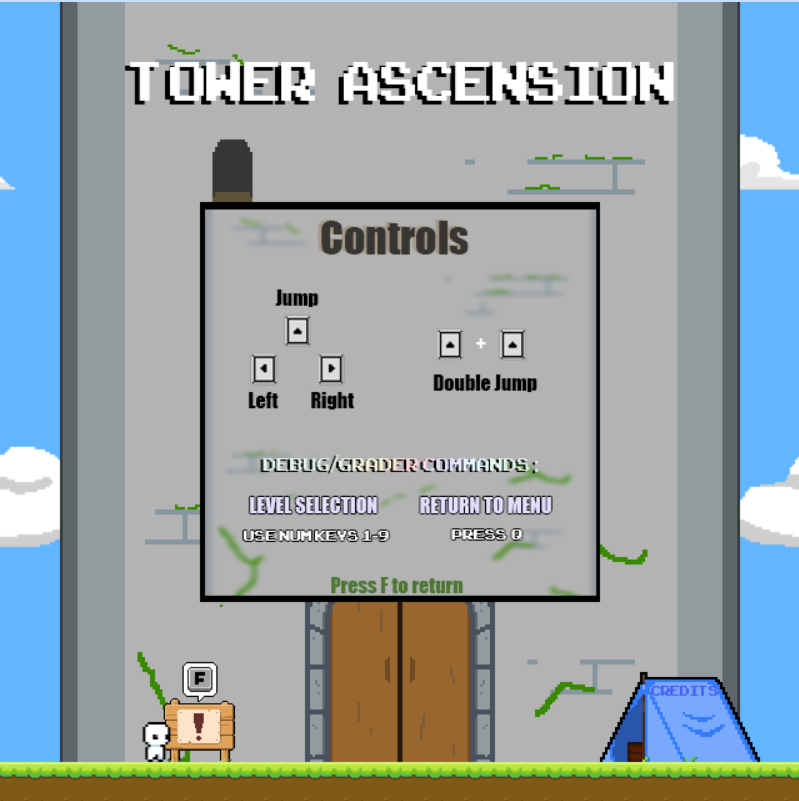 TOWER ASCENSION
Controls
Jump
+
Left Right
Double Jump
DEBUG/GRADER COMMANDS:
LEVEL SELECTION RETURN TO MENU
USE NUM KEYS 1-9 PRESS 0
Press F to return
F
!
CREDITS